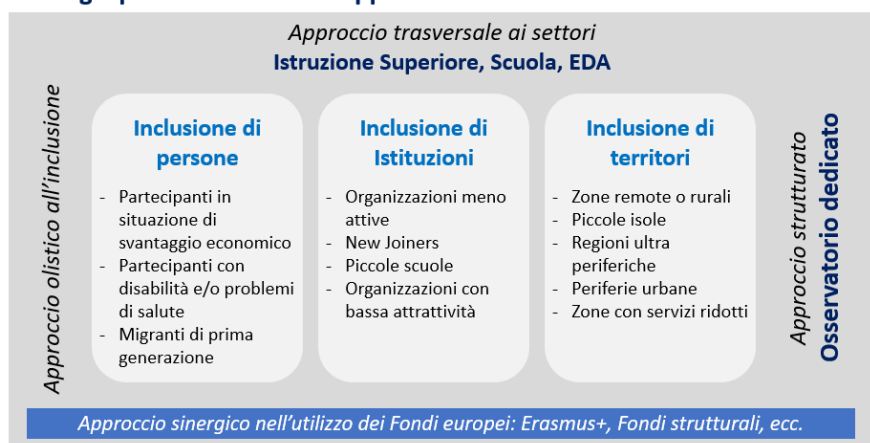 Approccio trasversale ai settori
Istruzione Superiore, Scuola, EDA
Approccio olistico all'inclusione
Inclusione di
persone
- Partecipanti in
situazione di
svantaggio economico
- Partecipanti con
disabilità e/o problemi
di salute
- Migranti di prima
generazione
Inclusione di
Istituzioni
- Organizzazioni meno
attive
- New Joiners
- Piccole scuole
- Organizzazioni con
bassa attrattività
Inclusione di
territori
- Zone remote o rurali
- Piccole isole
- Regioni ultra
periferiche
- Periferie urbane
- Zone con servizi ridotti
Approccio strutturato
Osservatorio dedicato
Approccio sinergico nell'utilizzo dei Fondi europei: Erasmus+, Fondi strutturali, ecc.